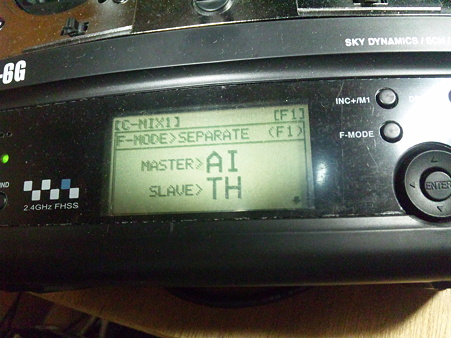 -6G
SKY DYNAMICS / 6CH
INC+/M1
F-MODE
ENTER
[C-MIX1] [F1]
F-MODE>SEPARATE (F1)
MASTER>AI
SLAVE>TH
2.4GHz FHSS